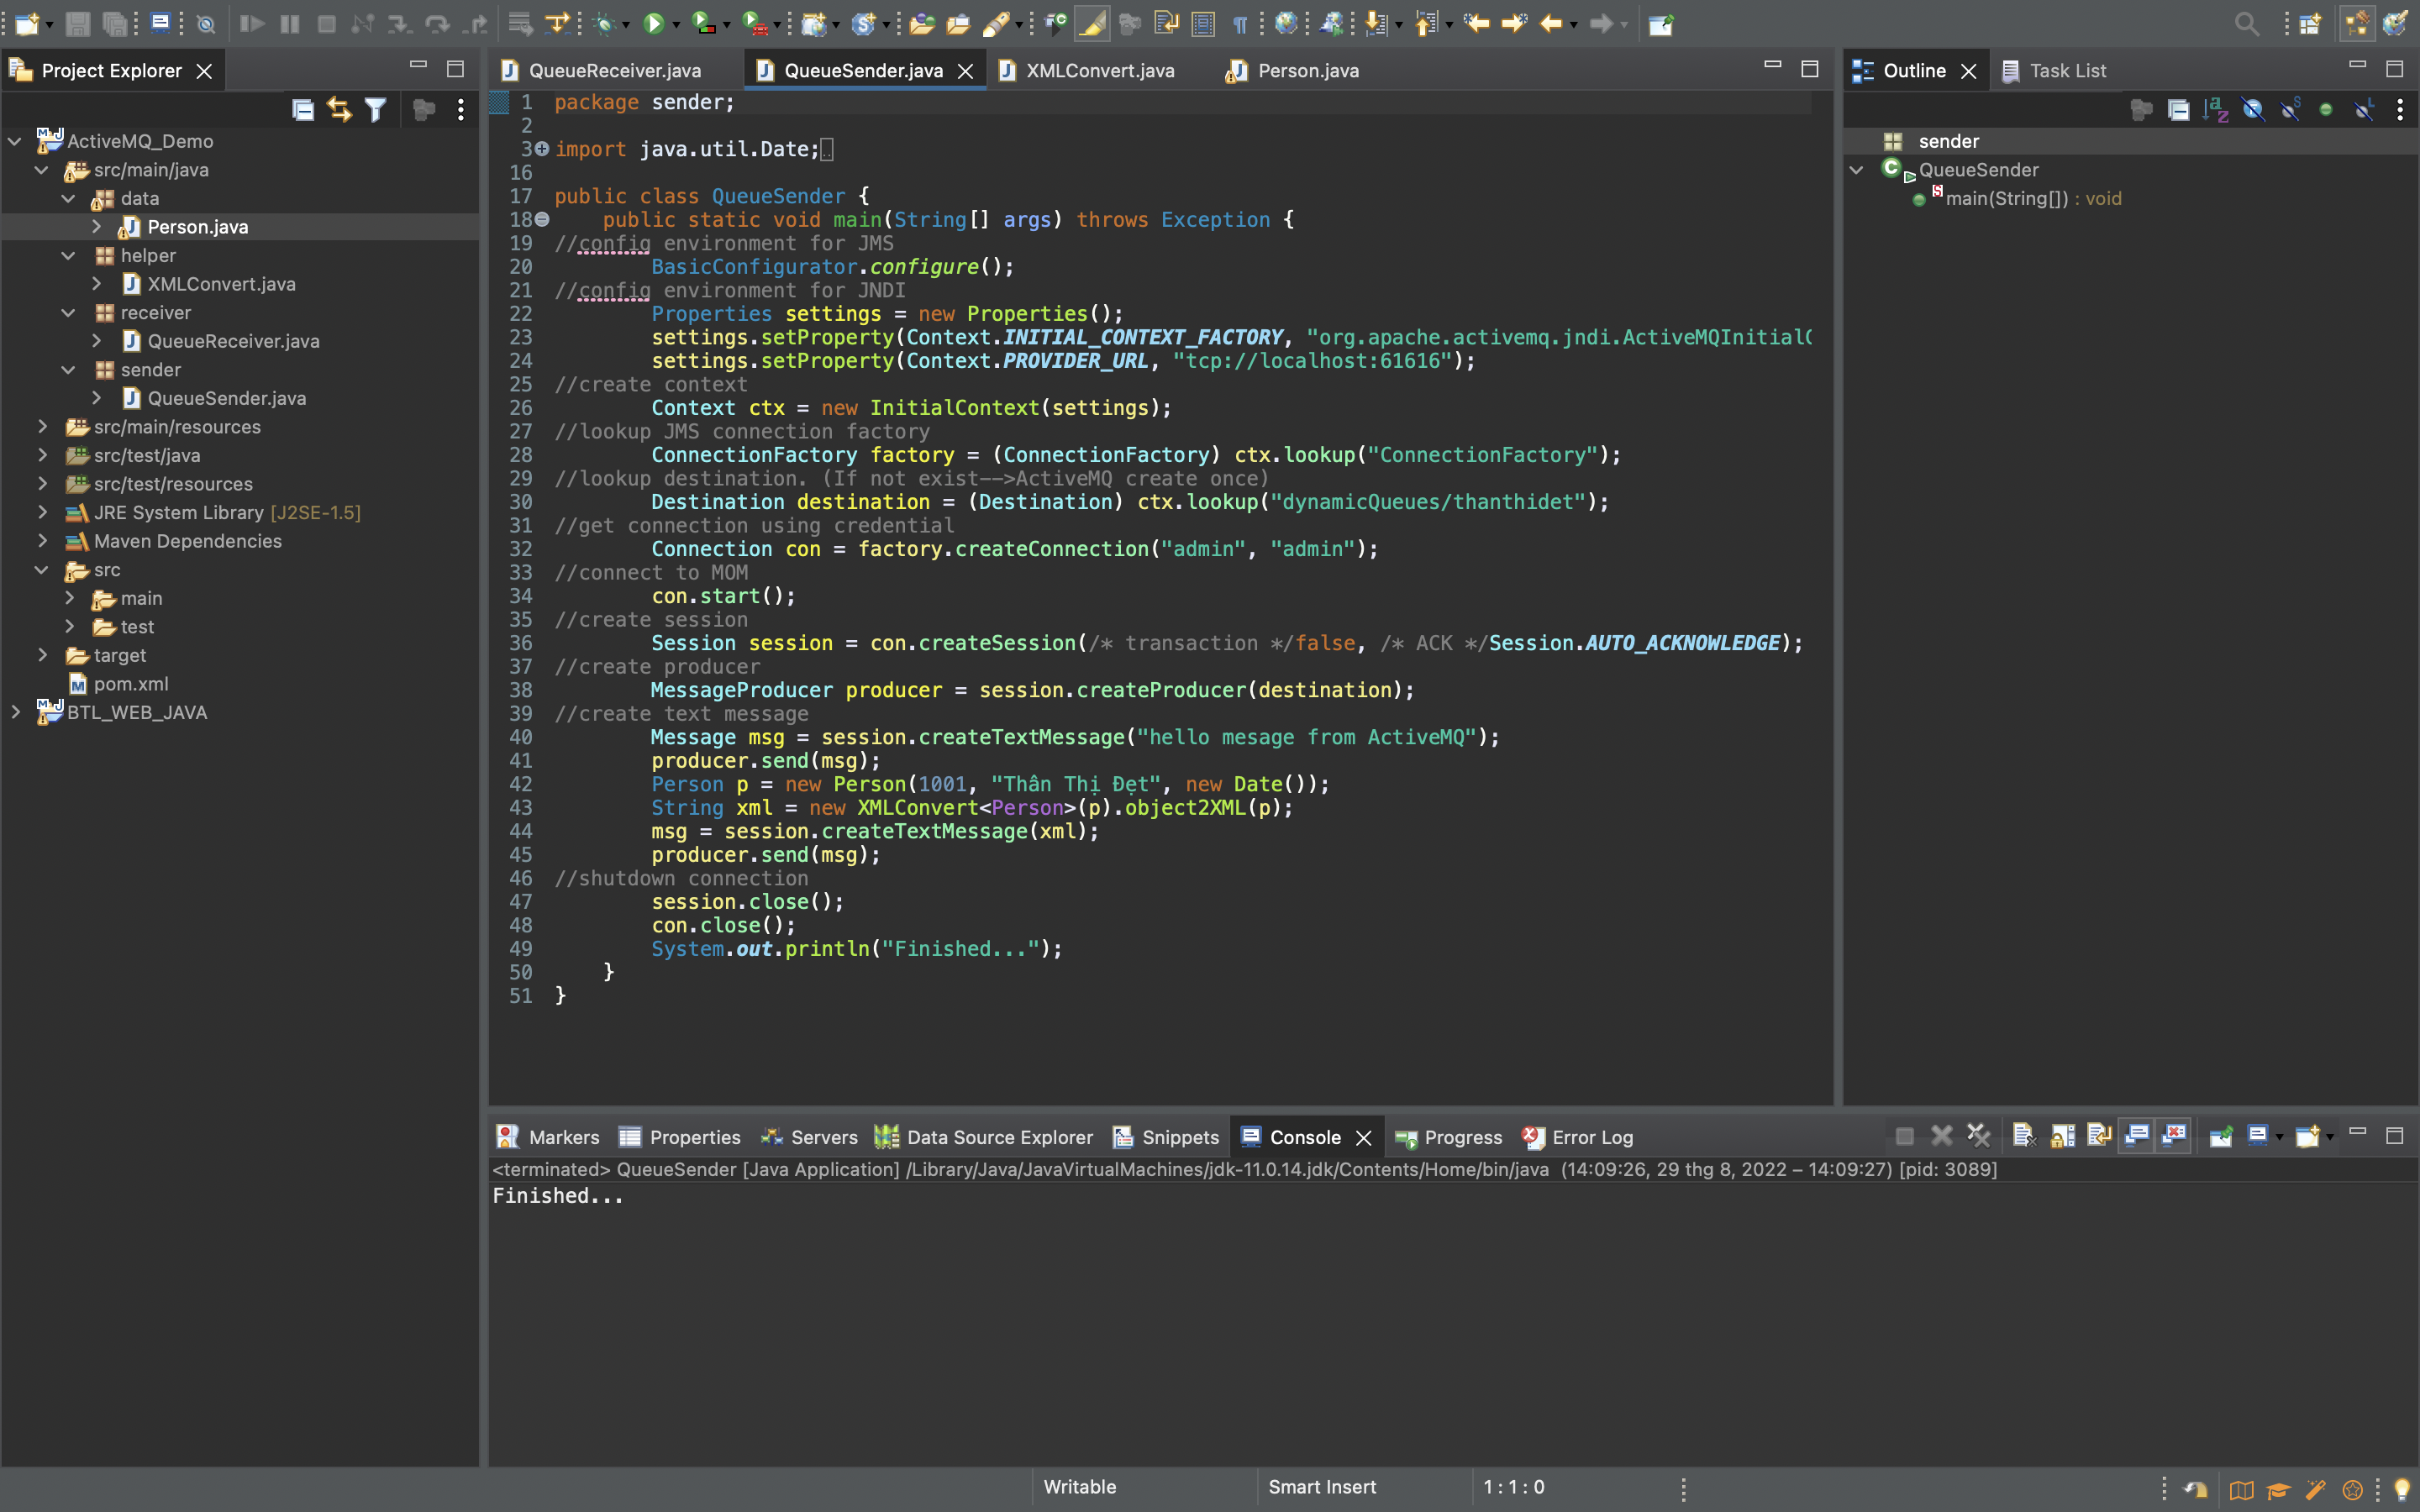 Project Explorer
ActiveMQ_Demo
src/main/java
data
Person.java
helper
XMLConvert.java
receiver
QueueReceiver.java
sender
QueueSender.java
src/main/resources
src/test/java
src/test/resources
JRE System Library [J2SE-1.5]
Maven Dependencies
src
main
test
target
pom.xml
BTL_WEB_JAVA
QueueReceiver.java QueueSender.java XMLConvert.java Person.java
1 package sender;
2
3 import java.util.Date;
16
17 public class QueueSender {
18 public static void main(String[] args) throws Exception {
19 //config environment for JMS
20 BasicConfigurator.configure();
21 //config environment for JNDI
22 Properties settings = new Properties();
23 settings.setProperty(Context.INITIAL_CONTEXT_FACTORY, "org.apache.activemq.jndi.ActiveMQInitialC
24 settings.setProperty(Context.PROVIDER_URL, "tcp://localhost:61616");
25 //create context
26 Context ctx = new InitialContext(settings);
27 //lookup JMS connection factory
28 ConnectionFactory factory = (ConnectionFactory) ctx.lookup("ConnectionFactory");
29 //lookup destination. (If not exist-->ActiveMQ create once)
30 Destination destination = (Destination) ctx.lookup("dynamicQueues/thanthidet");
31 //get connection using credential
32 Connection con = factory.createConnection("admin", "admin");
33 //connect to MOM
34 con.start();
35 //create session
36 Session session = con.createSession(/* transaction */false, /* ACK */Session.AUTO_ACKNOWLEDGE);
37 //create producer
38 MessageProducer producer = session.createProducer(destination);
39 //create text message
40 Message msg = session.createTextMessage("hello mesage from ActiveMQ");
41 producer.send(msg);
42 Person p = new Person(1001, "Thân Thị Đẹt", new Date());
43 String xml = new XMLConvert<Person>(p).object2XML(p);
44 msg = session.createTextMessage(xml);
45 producer.send(msg);
46 //shutdown connection
47 session.close();
48 con.close();
49 System.out.println("Finished...");
50 }
51 }
Outline Task List
sender
QueueSender
main(String[]) : void
Markers Properties Servers Data Source Explorer Snippets Console Progress Error Log
<terminated> QueueSender [Java Application] /Library/Java/JavaVirtualMachines/jdk-11.0.14.jdk/Contents/Home/bin/java (14:09:26, 29 thg 8, 2022 – 14:09:27) [pid: 3089]
Finished...
Writable Smart Insert 1 : 1 : 0